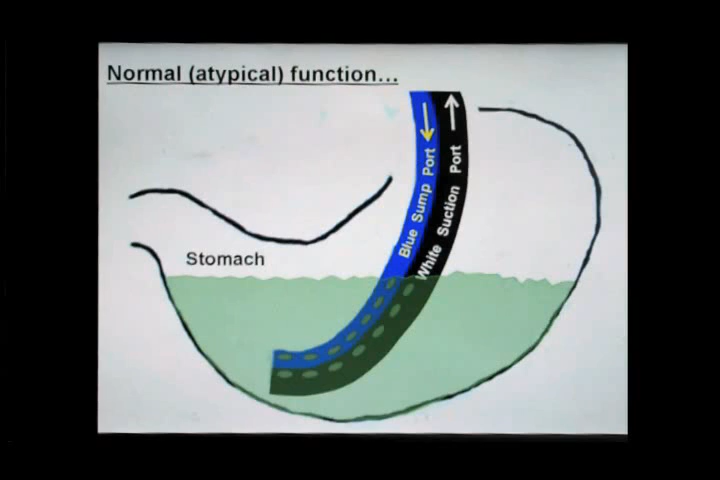 Normal (atypical) function...
Blue Sump Port
White Suction Port
Stomach